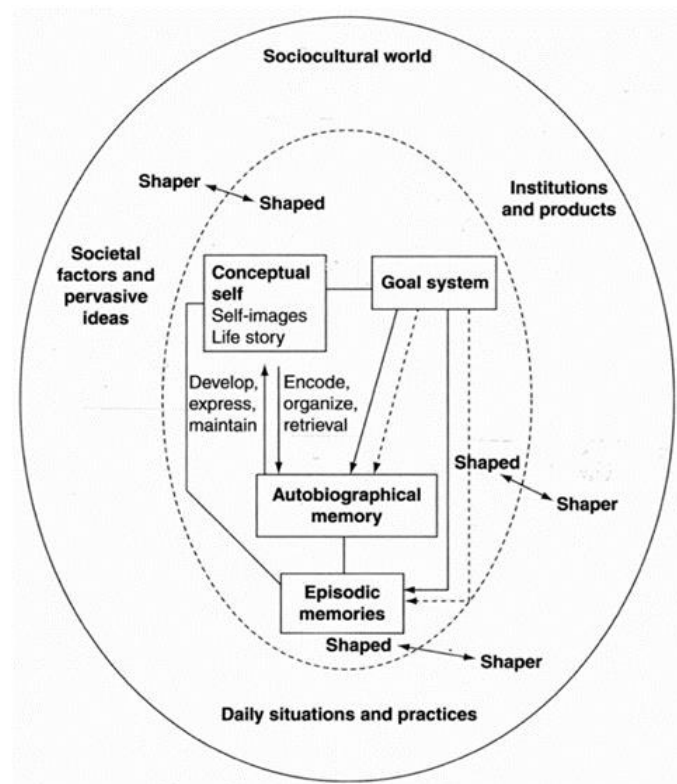 Sociocultural world
Shaper
Shaped
Institutions
and products
Societal
factors and
pervasive
ideas
Conceptual
self
Self-images
Life story
Goal system
Develop,
express,
maintain
Encode,
organize,
retrieval
Shaped
Shaper
Autobiographical
memory
Episodic
memories
Shaped
Shaper
Daily situations and practices